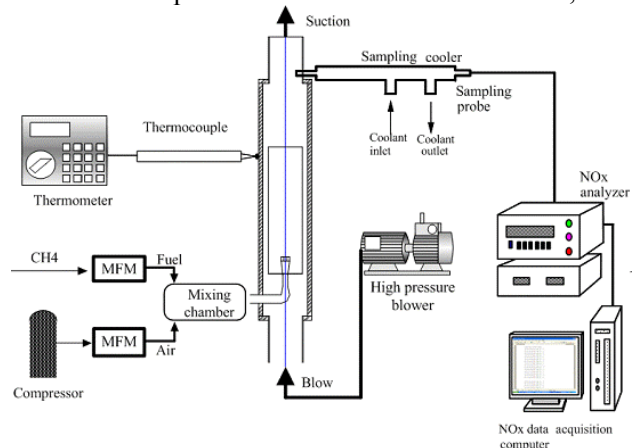 Suction
Sampling cooler
Sampling
probe
Thermocouple
Coolant
inlet
Coolant
outlet
NOx
analyzer
Thermometer
CH4
MFM
Fuel
Mixing
chamber
High pressure
blower
MFM
Air
Compressor
Blow
NOx data acquisition
computer